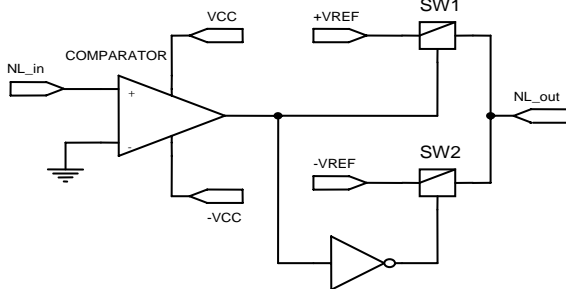 SW1
VCC
+VREF
COMPARATOR
NL_in
+
NL_out
-
SW2
-VREF
-VCC